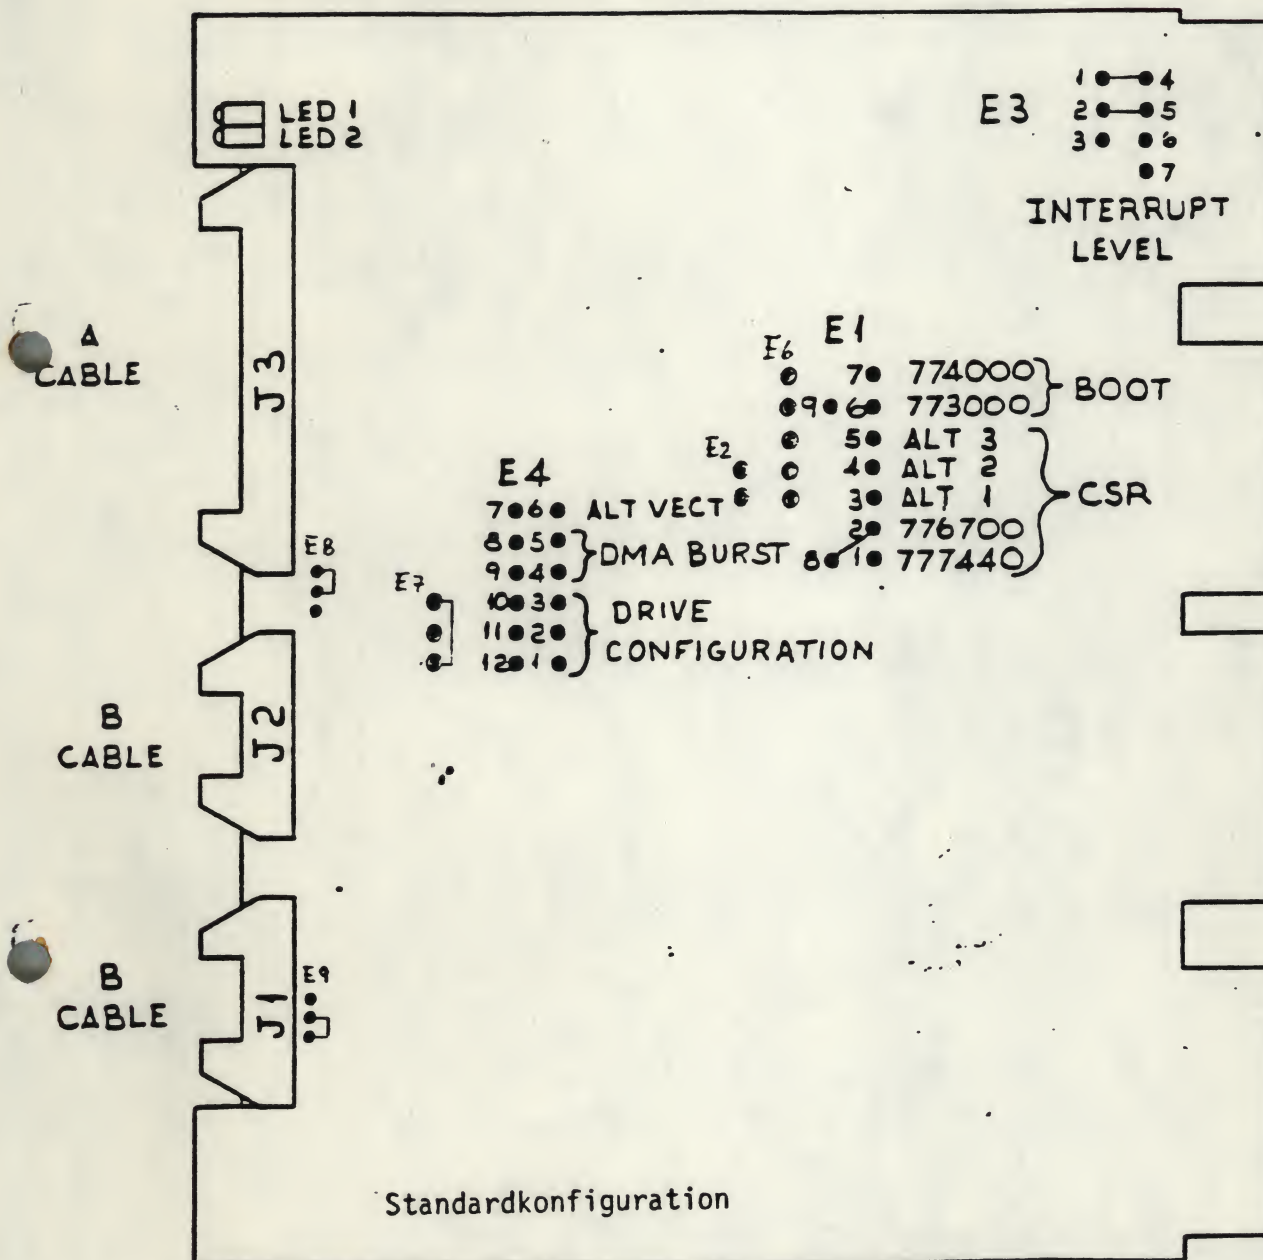 LED 1
LED 2
E3
1 4
2 5
3 6
7
INTERRUPT
LEVEL
A
CABLE
J3
E1
E6
7 774000
9 6 773000
BOOT
5 ALT 3
4 ALT 2
3 ALT 1
2 776700
8 1 777440
CSR
E2
E4
7 6 ALT VECT
8 5
9 4
DMA BURST
10 3
11 2
12 1
DRIVE
CONFIGURATION
E8
E7
B
CABLE
J2
B
CABLE
J1
E9
Standardkonfiguration